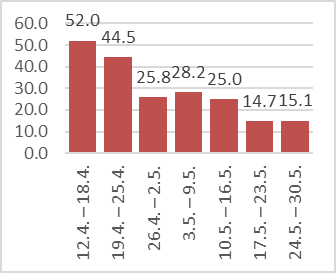 60.0
50.0
40.0
30.0
20.0
10.0
0.0
52.0
44.5
25.8
28.2
25.0
14.7
15.1
12.4. – 18.4.
19.4. – 25.4.
26.4. – 2.5.
3.5. – 9.5.
10.5. – 16.5.
17.5. – 23.5.
24.5. – 30.5.